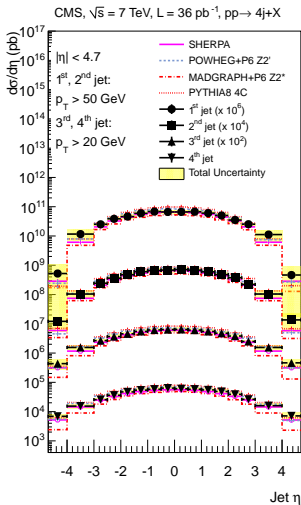 CMS, √s = 7 TeV, L = 36 pb⁻¹, pp→ 4j+X
dσ/dη (pb)
|η| < 4.7
1st, 2nd jet:
p_T > 50 GeV
3rd, 4th jet:
p_T > 20 GeV
SHERPA
POWHEG+P6 Z2'
MADGRAPH+P6 Z2*
PYTHIA8 4C
1st jet (x 10⁶)
2nd jet (x 10⁴)
3rd jet (x 10²)
4th jet
Total Uncertainty
10¹⁷
10¹⁶
10¹⁵
10¹⁴
10¹³
10¹²
10¹¹
10¹⁰
10⁹
10⁸
10⁷
10⁶
10⁵
10⁴
10³
-4 -3 -2 -1 0 1 2 3 4
Jet η